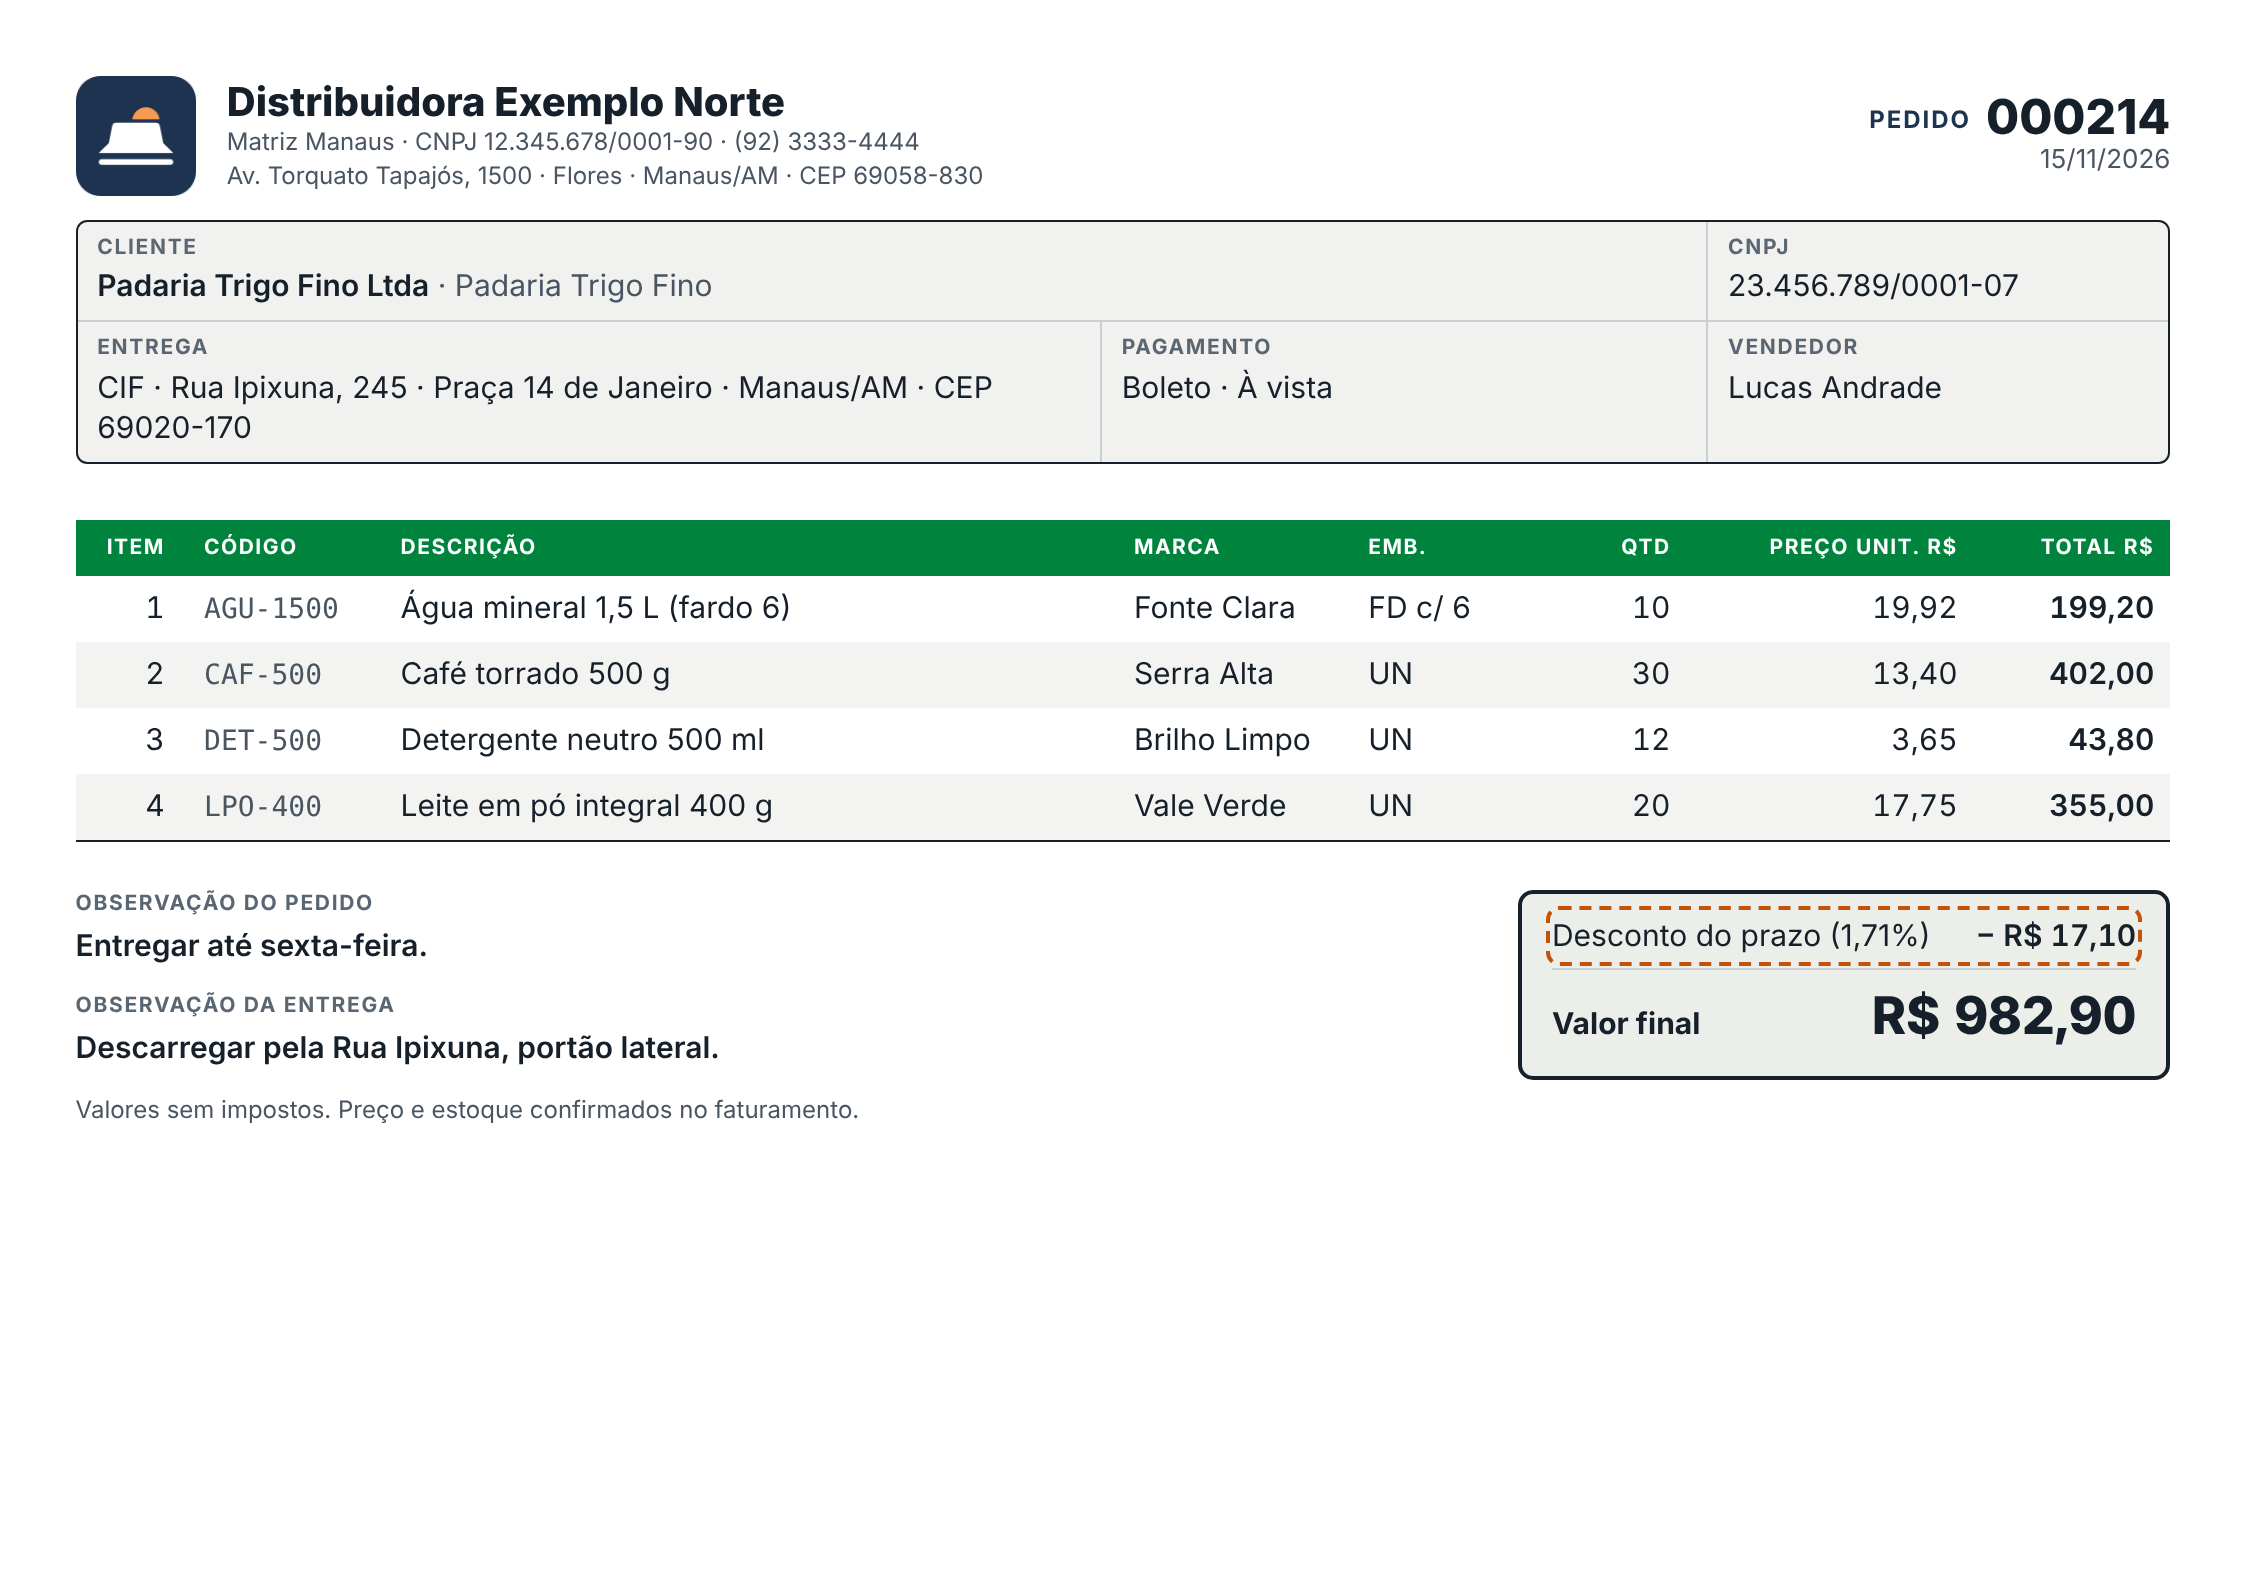 Distribuidora Exemplo Norte
Matriz Manaus · CNPJ 12.345.678/0001-90 · (92) 3333-4444
Av. Torquato Tapajós, 1500 · Flores · Manaus/AM · CEP 69058-830
PEDIDO 000214
15/11/2026
CLIENTE
Padaria Trigo Fino Ltda · Padaria Trigo Fino
CNPJ
23.456.789/0001-07
ENTREGA
CIF · Rua Ipixuna, 245 · Praça 14 de Janeiro · Manaus/AM · CEP
69020-170
PAGAMENTO
Boleto · À vista
VENDEDOR
Lucas Andrade
ITEM CÓDIGO DESCRIÇÃO MARCA EMB. QTD PREÇO UNIT. R$ TOTAL R$
1 AGU-1500 Água mineral 1,5 L (fardo 6) Fonte Clara FD c/ 6 10 19,92 199,20
2 CAF-500 Café torrado 500 g Serra Alta UN 30 13,40 402,00
3 DET-500 Detergente neutro 500 ml Brilho Limpo UN 12 3,65 43,80
4 LPO-400 Leite em pó integral 400 g Vale Verde UN 20 17,75 355,00
OBSERVAÇÃO DO PEDIDO
Entregar até sexta-feira.
OBSERVAÇÃO DA ENTREGA
Descarregar pela Rua Ipixuna, portão lateral.
Valores sem impostos. Preço e estoque confirmados no faturamento.
Desconto do prazo (1,71%) − R$ 17,10
Valor final R$ 982,90